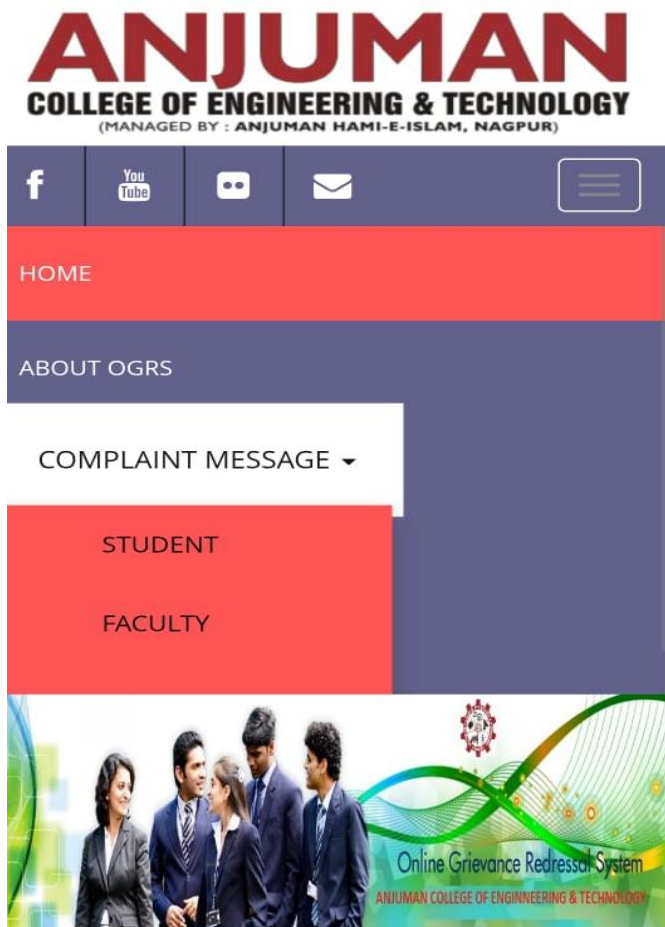 ANJUMAN
COLLEGE OF ENGINEERING & TECHNOLOGY
(MANAGED BY : ANJUMAN HAMI-E-ISLAM, NAGPUR)
f You Tube
HOME
ABOUT OGRS
COMPLAINT MESSAGE
STUDENT
FACULTY
Online Grievance Redressal System
ANJUMAN COLLEGE OF ENGINNEERING & TECHNOLOGY